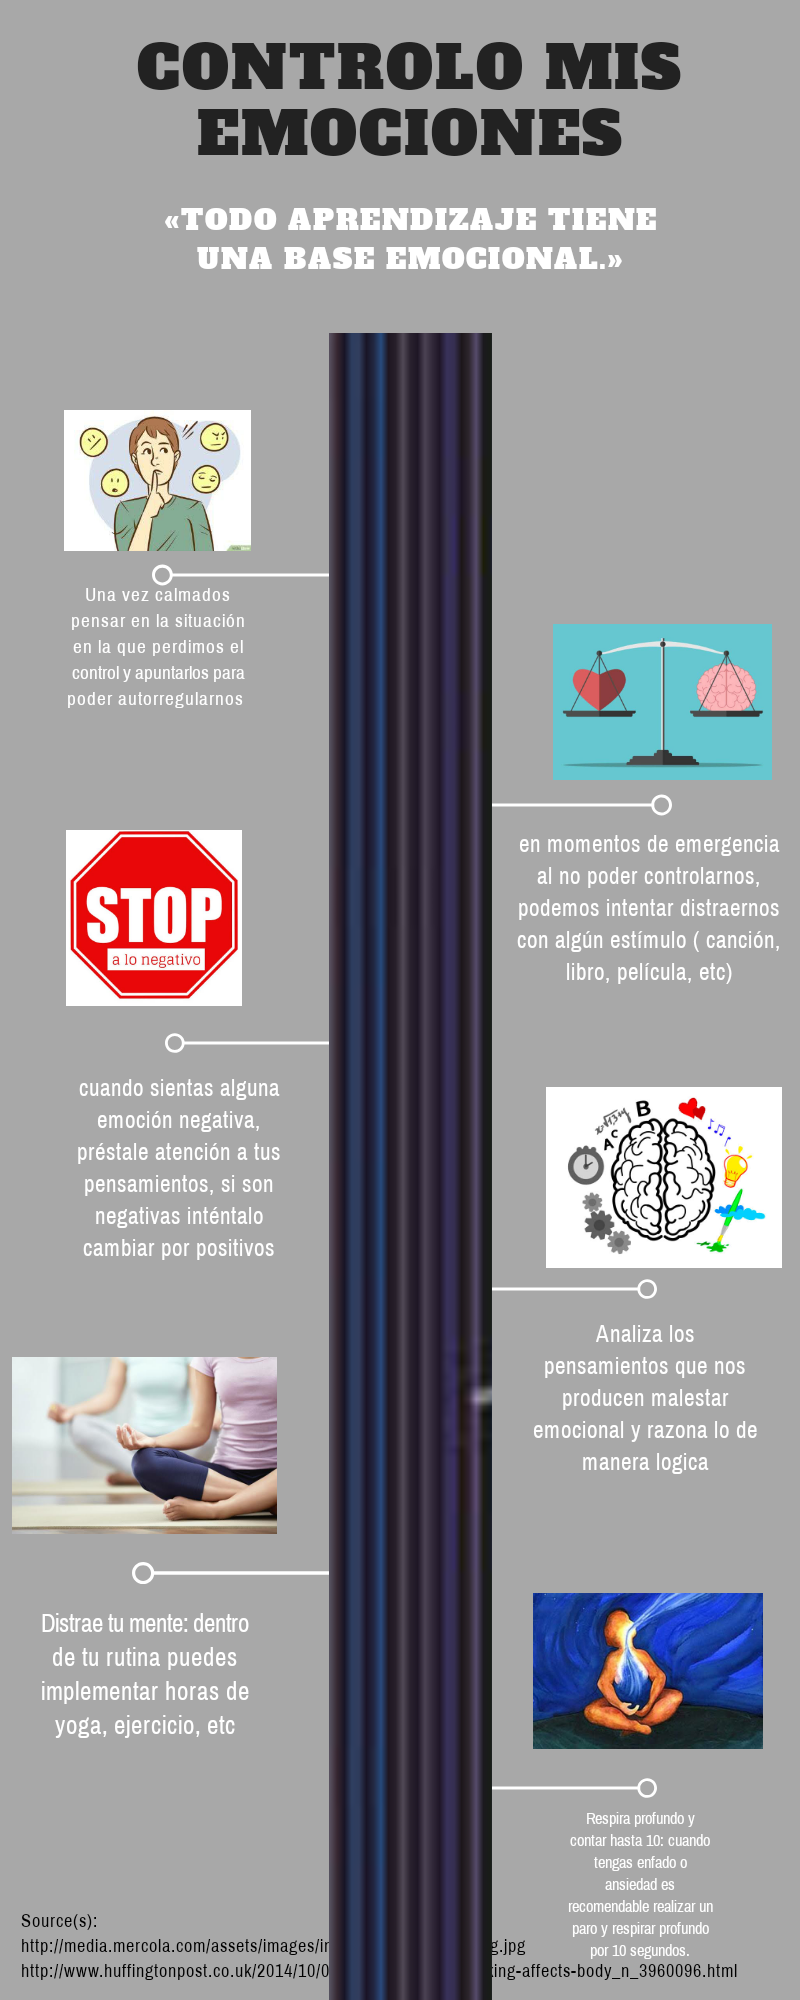 CONTROLO MIS
EMOCIONES
«TODO APRENDIZAJE TIENE
UNA BASE EMOCIONAL.»
Una vez calmados
pensar en la situación
en la que perdimos el
control y apuntarlos para
poder autorregularnos
en momentos de emergencia
al no poder controlarnos,
podemos intentar distraernos
con algún estímulo ( canción,
libro, película, etc)
STOP
a lo negativo
cuando sientas alguna
emoción negativa,
préstale atención a tus
pensamientos, si son
negativas inténtalo
cambiar por positivos
B
A C
Analiza los
pensamientos que nos
producen malestar
emocional y razona lo de
manera logica
Distrae tu mente: dentro
de tu rutina puedes
implementar horas de
yoga, ejercicio, etc
Respira profundo y
contar hasta 10: cuando
tengas enfado o
ansiedad es
recomendable realizar un
paro y respirar profundo
por 10 segundos.
Source(s):
http://media.mercola.com/assets/images/ir g.jpg
http://www.huffingtonpost.co.uk/2014/10/0 king-affects-body_n_3960096.html